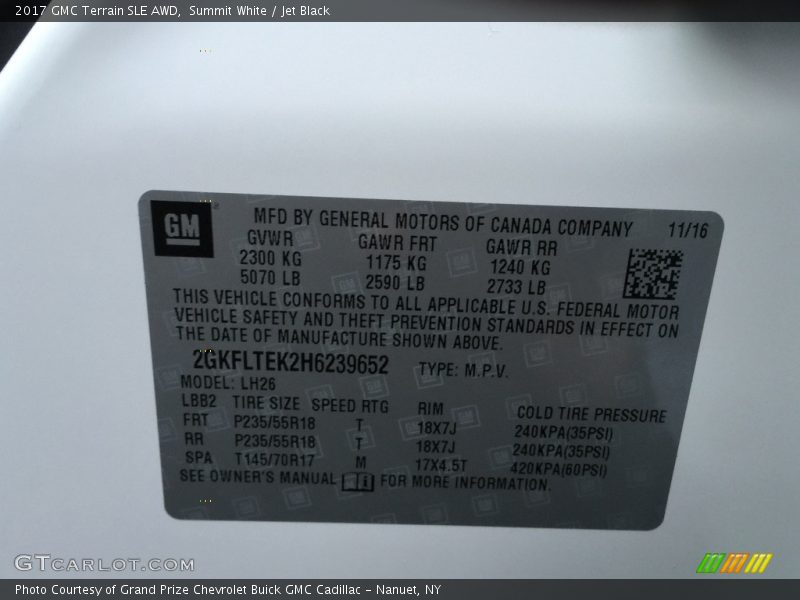 2017 GMC Terrain SLE AWD, Summit White / Jet Black
GM
MFD BY GENERAL MOTORS OF CANADA COMPANY 11/16
GVWR GAWR FRT GAWR RR
2300 KG 1175 KG 1240 KG
5070 LB 2590 LB 2733 LB
THIS VEHICLE CONFORMS TO ALL APPLICABLE U.S. FEDERAL MOTOR
VEHICLE SAFETY AND THEFT PREVENTION STANDARDS IN EFFECT ON
THE DATE OF MANUFACTURE SHOWN ABOVE.
2GKFLTEK2H6239652 TYPE: M.P.V.
MODEL: LH26
LBB2 TIRE SIZE SPEED RTG RIM COLD TIRE PRESSURE
FRT P235/55R18 T 18X7J 240KPA(35PSI)
RR P235/55R18 T 18X7J 240KPA(35PSI)
SPA T145/70R17 M 17X4.5T 420KPA(60PSI)
SEE OWNER'S MANUAL i FOR MORE INFORMATION.
GTCARLOT.COM
Photo Courtesy of Grand Prize Chevrolet Buick GMC Cadillac - Nanuet, NY